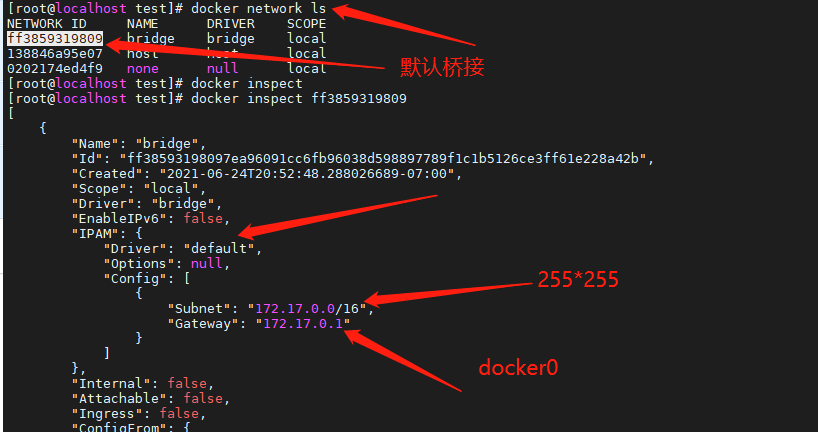 [root@localhost test]# docker network ls
NETWORK ID     NAME      DRIVER    SCOPE
ff3859319809   bridge    bridge    local
138846a95e07   host      host      local
0202174ed4f9   none      null      local
默认桥接
[root@localhost test]# docker inspect
[root@localhost test]# docker inspect ff3859319809
[
    {
        "Name": "bridge",
        "Id": "ff38593198097ea96091cc6fb96038d598897789f1c1b5126ce3ff61e228a42b",
        "Created": "2021-06-24T20:52:48.288026689-07:00",
        "Scope": "local",
        "Driver": "bridge",
        "EnableIPv6": false,
        "IPAM": {
            "Driver": "default",
            "Options": null,
            "Config": [
                {
255*255
                    "Subnet": "172.17.0.0/16",
                    "Gateway": "172.17.0.1"
                }
docker0
            ]
        },
        "Internal": false,
        "Attachable": false,
        "Ingress": false,
        "ConfigFrom": {